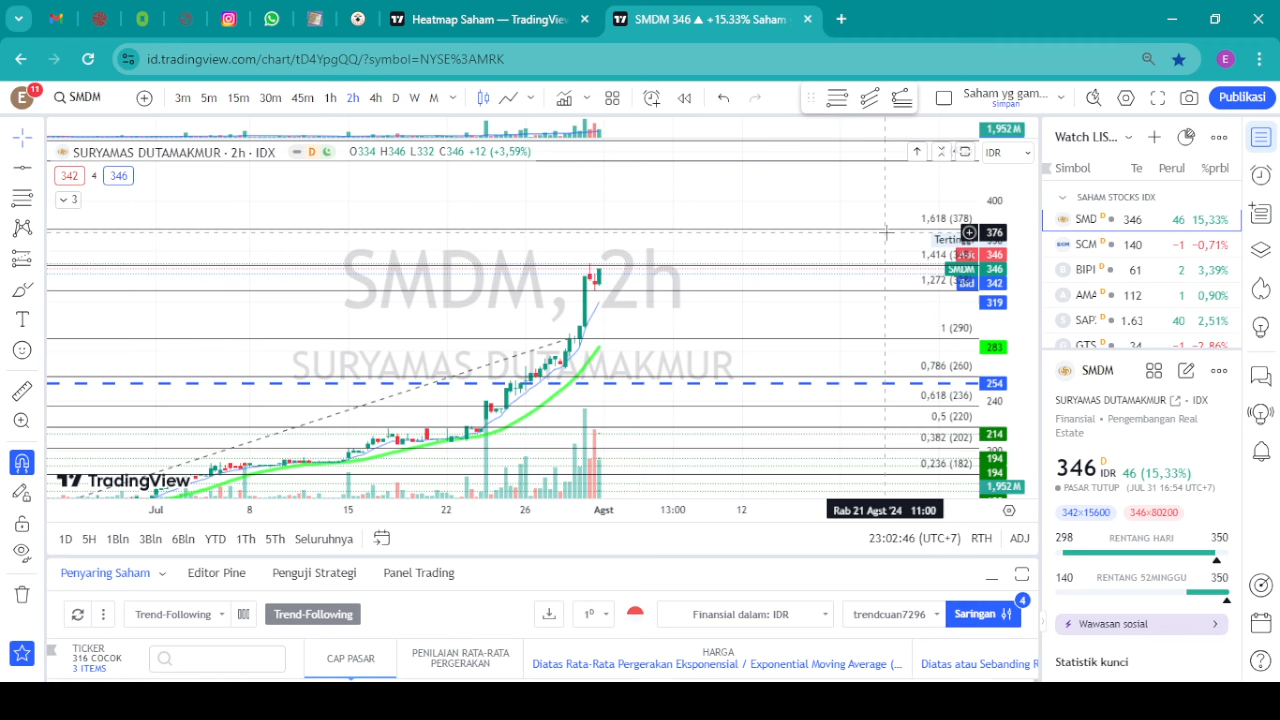 Heatmap Saham — TradingView
SMDM 346 ▲ +15.33% Saham
id.tradingview.com/chart/tD4YpgQQ/?symbol=NYSE%3AMRK
E
E 11
SMDM
3m 5m 15m 30m 45m 1h 2h 4h D W M
Saham yg gam...
Simpan
Publikasi
SURYAMAS DUTAMAKMUR · 2h · IDX
D
O334 H346 L332 C346 +12 (+3,59%)
342 4 346
3
SMDM, 2h
SURYAMAS DUTAMAKMUR
1,952 M
IDR
400
1,618 (378)
376
346
SMDM 346
342
1,272
319
1 (290)
283
0,786 (260)
254
0,618 (236)
240
0,5 (220)
214
0,382 (202)
0,236 (182)
194
194
1,952 M
TradingView
Jul 8 15 22 26 Agst 13:00 12
Rab 21 Agst '24 11:00
1D 5H 1Bln 3Bln 6Bln YTD 1Th 5Th Seluruhnya
23:02:46 (UTC+7) RTH ADJ
Penyaring Saham
Editor Pine
Penguji Strategi
Panel Trading
Trend-Following
Trend-Following
1D
Finansial dalam: IDR
trendcuan7296
Saringan
4
TICKER
316 COCOK
3 ITEMS
CAP PASAR
PENILAIAN RATA-RATA
PERGERAKAN
HARGA
Diatas Rata-Rata Pergerakan Eksponensial / Exponential Moving Average (...
Diatas atau Sebanding R
Watch LIS...
Simbol Te Perul %prbl
SAHAM STOCKS IDX
SMD D 346 46 15,33%
SCM D 140 −1 −0,71%
BIPI D 61 2 3,39%
AMA D 112 1 0,90%
SAP D 1.63 40 2,51%
GTS 34 −1 −2,86%
SMDM
SURYAMAS DUTAMAKMUR · IDX
Finansial • Pengembangan Real
Estate
346 D IDR 46 (15,33%)
PASAR TUTUP (JUL 31 16:54 UTC+7)
342×15600 346×80200
298 RENTANG HARI 350
140 RENTANG 52MINGGU 350
Wawasan sosial
Statistik kunci